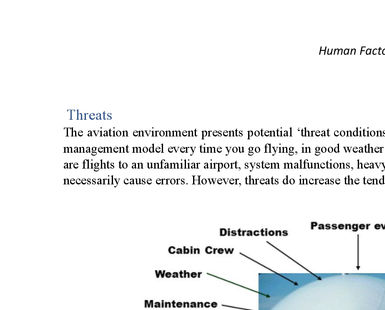 Human Facto
Threats
The aviation environment presents potential ‘threat conditions
management model every time you go flying, in good weather
are flights to an unfamiliar airport, system malfunctions, heavy
necessarily cause errors. However, threats do increase the tend
Passenger ev
Distractions
Cabin Crew
Weather
Maintenance